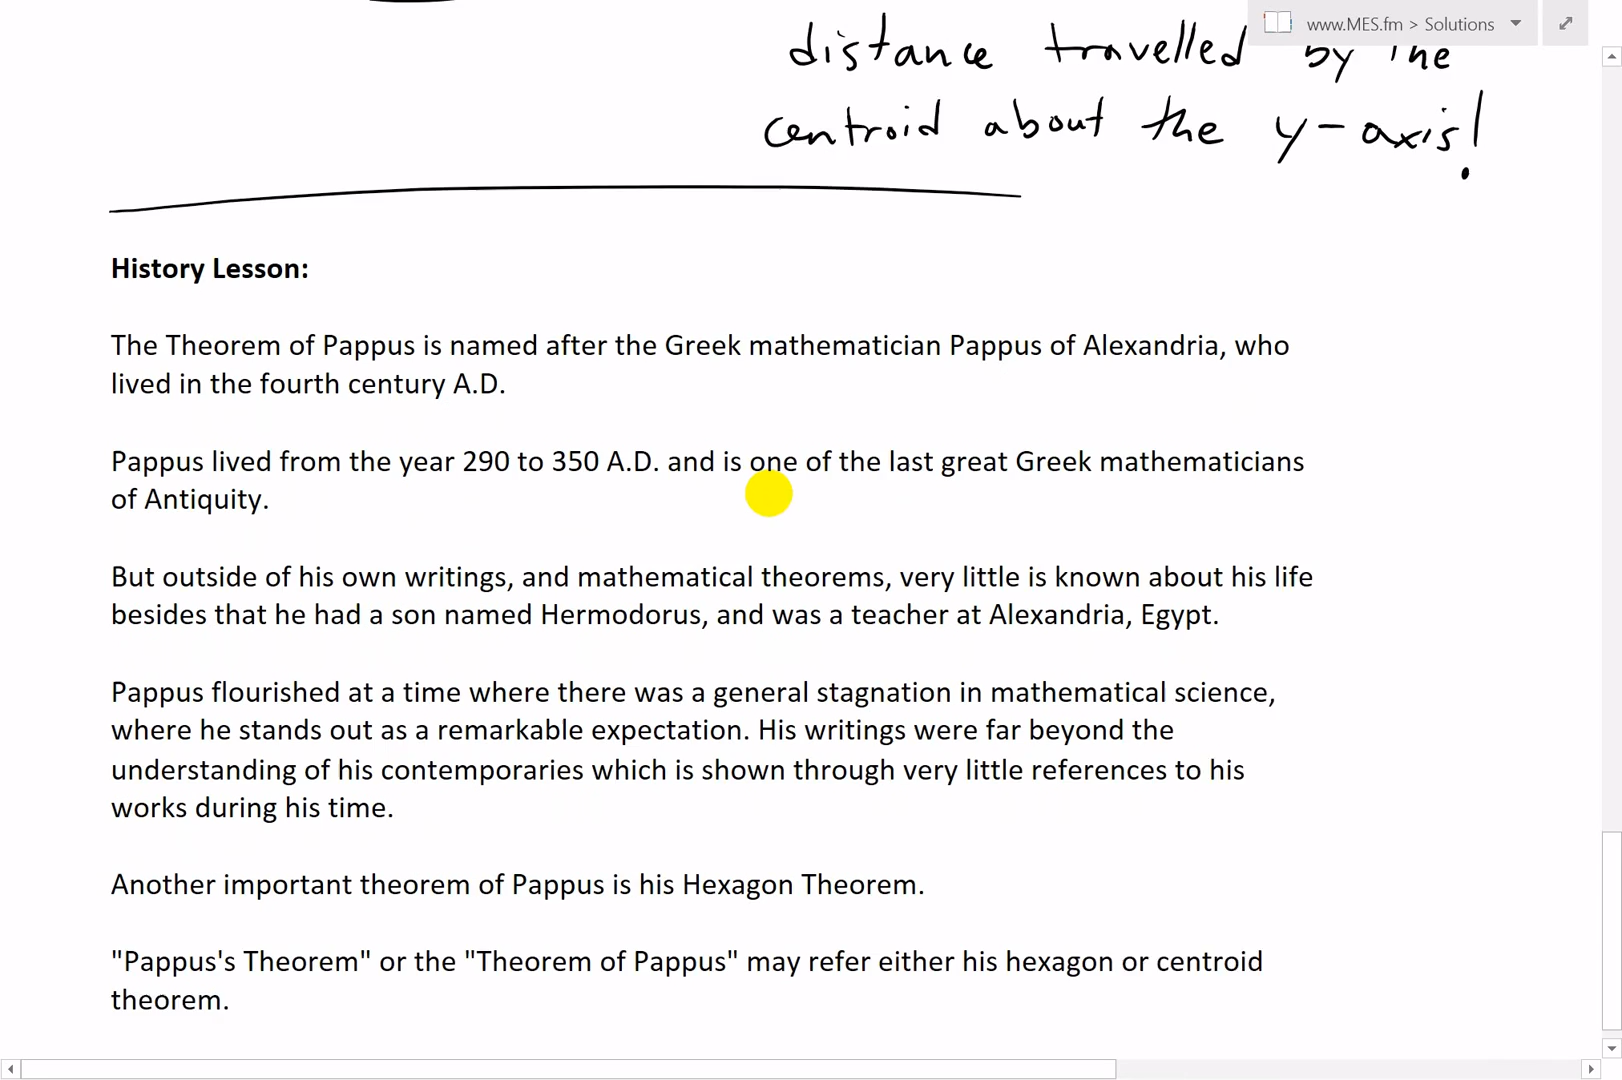 www.MES.fm > Solutions
distance travelled by the
centroid about the y-axis!
History Lesson:
The Theorem of Pappus is named after the Greek mathematician Pappus of Alexandria, who
lived in the fourth century A.D.
Pappus lived from the year 290 to 350 A.D. and is one of the last great Greek mathematicians
of Antiquity.
But outside of his own writings, and mathematical theorems, very little is known about his life
besides that he had a son named Hermodorus, and was a teacher at Alexandria, Egypt.
Pappus flourished at a time where there was a general stagnation in mathematical science,
where he stands out as a remarkable expectation. His writings were far beyond the
understanding of his contemporaries which is shown through very little references to his
works during his time.
Another important theorem of Pappus is his Hexagon Theorem.
"Pappus's Theorem" or the "Theorem of Pappus" may refer either his hexagon or centroid
theorem.